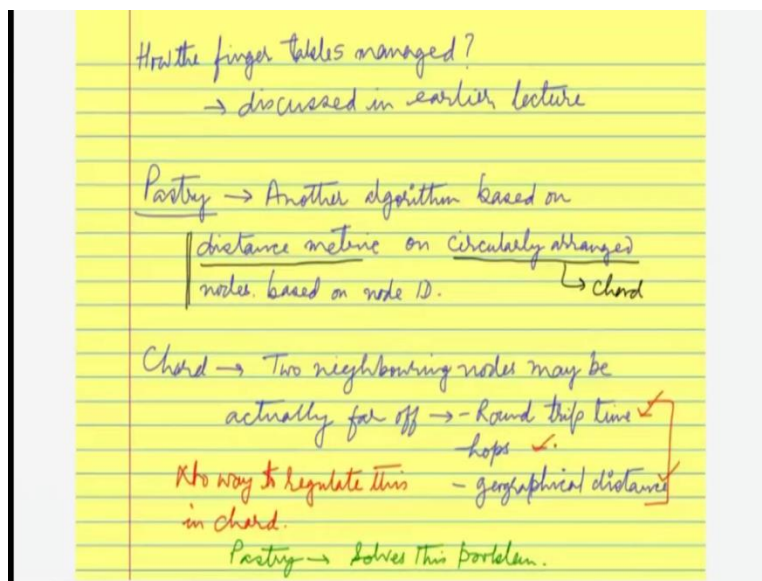 How the finger tables managed?
→ discussed in earlier lecture
Pastry → Another algorithm based on
distance metric on circularly arranged
nodes. based on node ID.
↳ chord
Chord → Two neighbouring nodes may be
actually far off → - Round trip time ✓
- hops ✓.
- geographical distance ✓
No way to regulate this
in chord.
Pastry → Solves this problem.